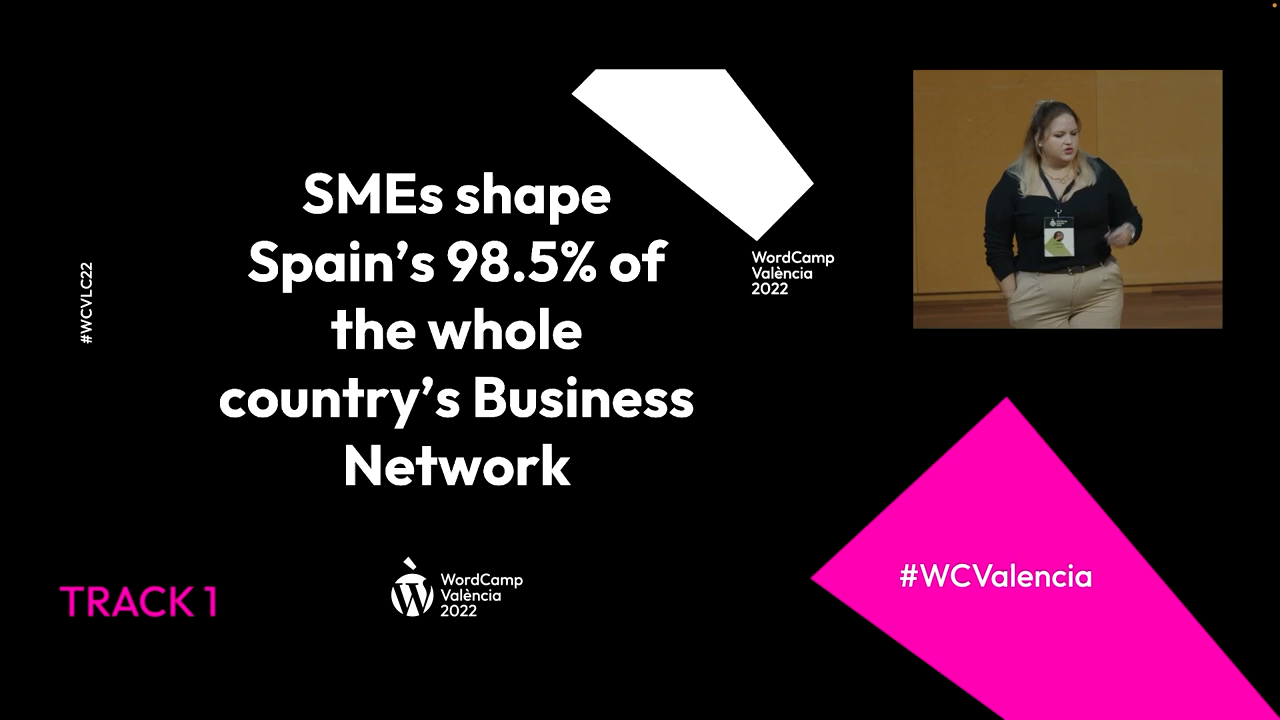 SMEs shape
Spain’s 98.5% of
the whole
country’s Business
Network
WordCamp
València
2022
#WCVLC22
TRACK 1
WordCamp
València
2022
#WCValencia